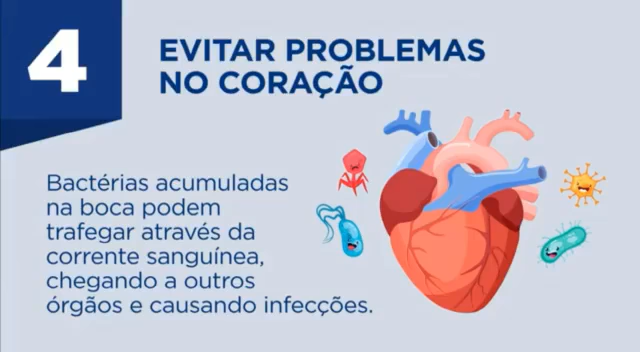 4
EVITAR PROBLEMAS
NO CORAÇÃO
Bactérias acumuladas
na boca podem
trafegar através da
corrente sanguínea,
chegando a outros
órgãos e causando infecções.